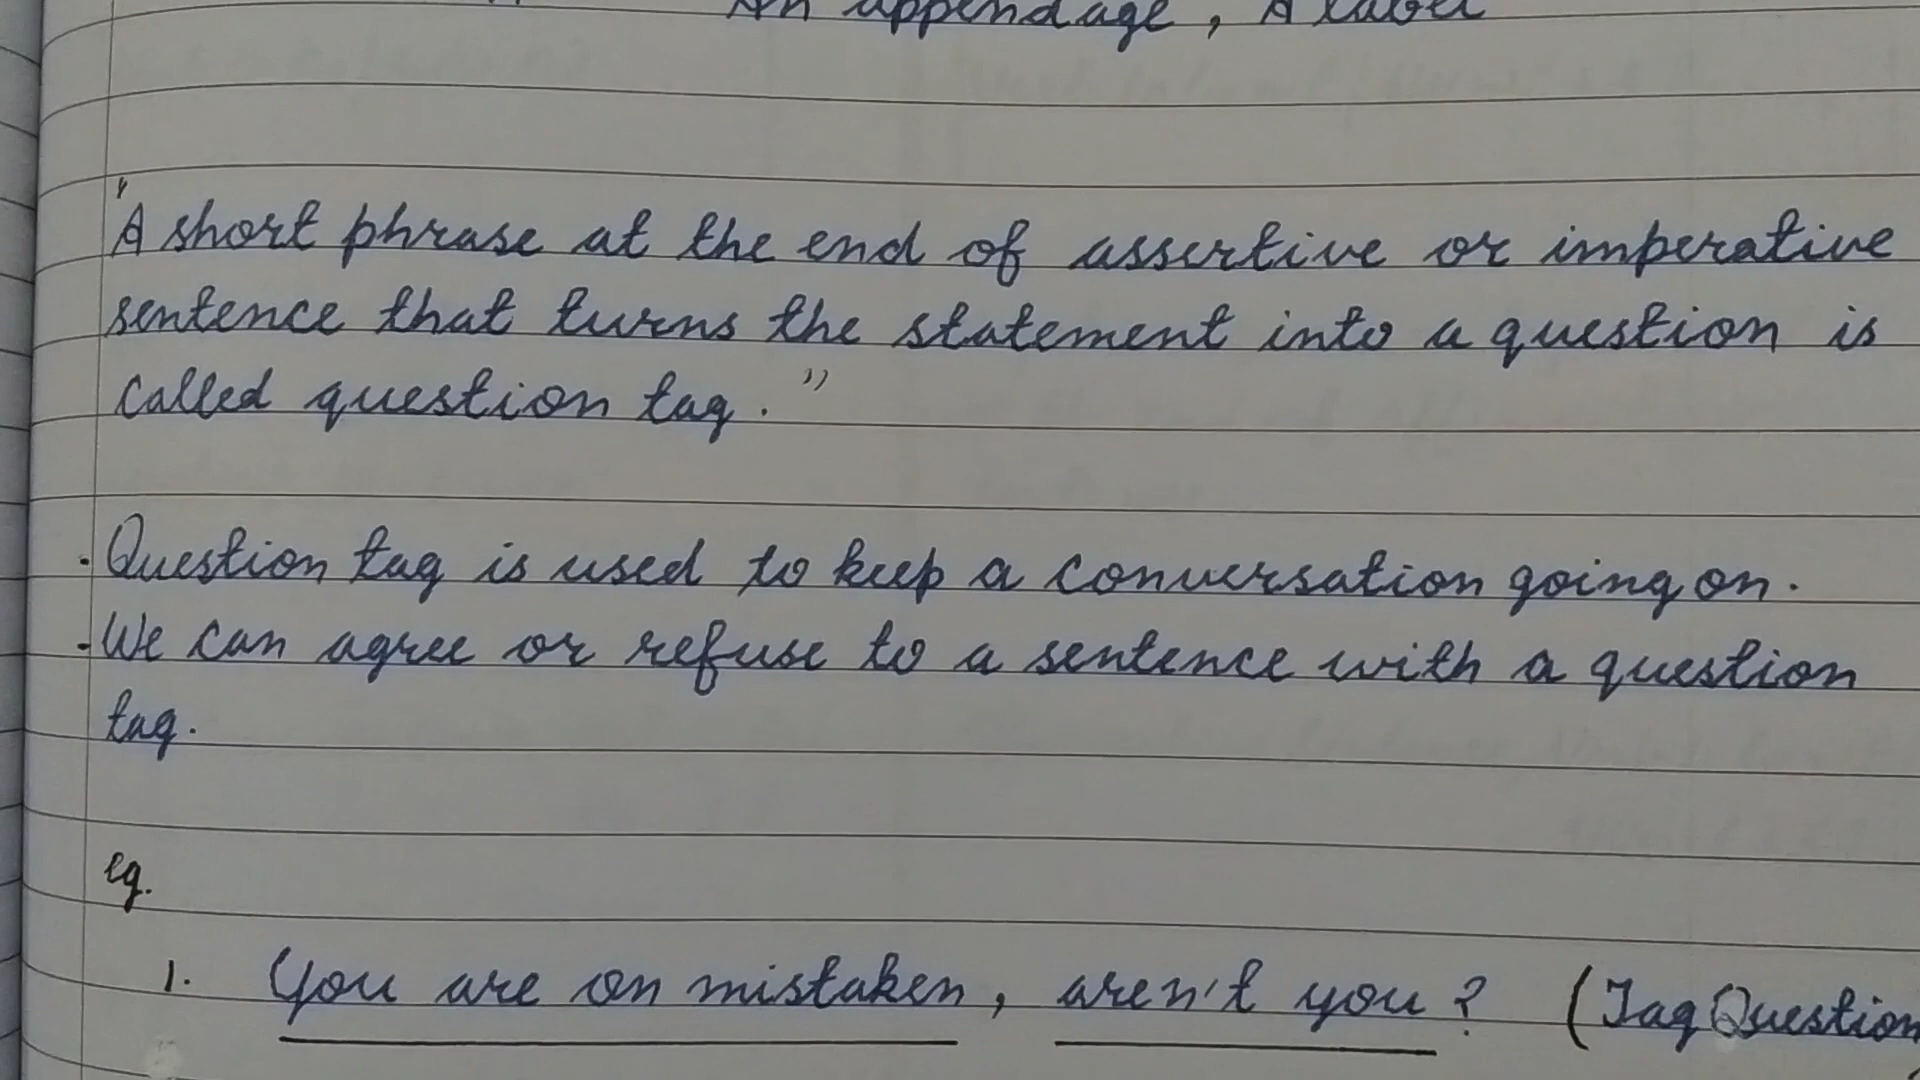 An appendage, A label
"A short phrase at the end of assertive or imperative
sentence that turns the statement into a question is
called question tag."
. Question tag is used to keep a conversation going on.
- We can agree or refuse to a sentence with a question
tag.
eg.
1. You are on mistaken, aren't you? (Tag Question